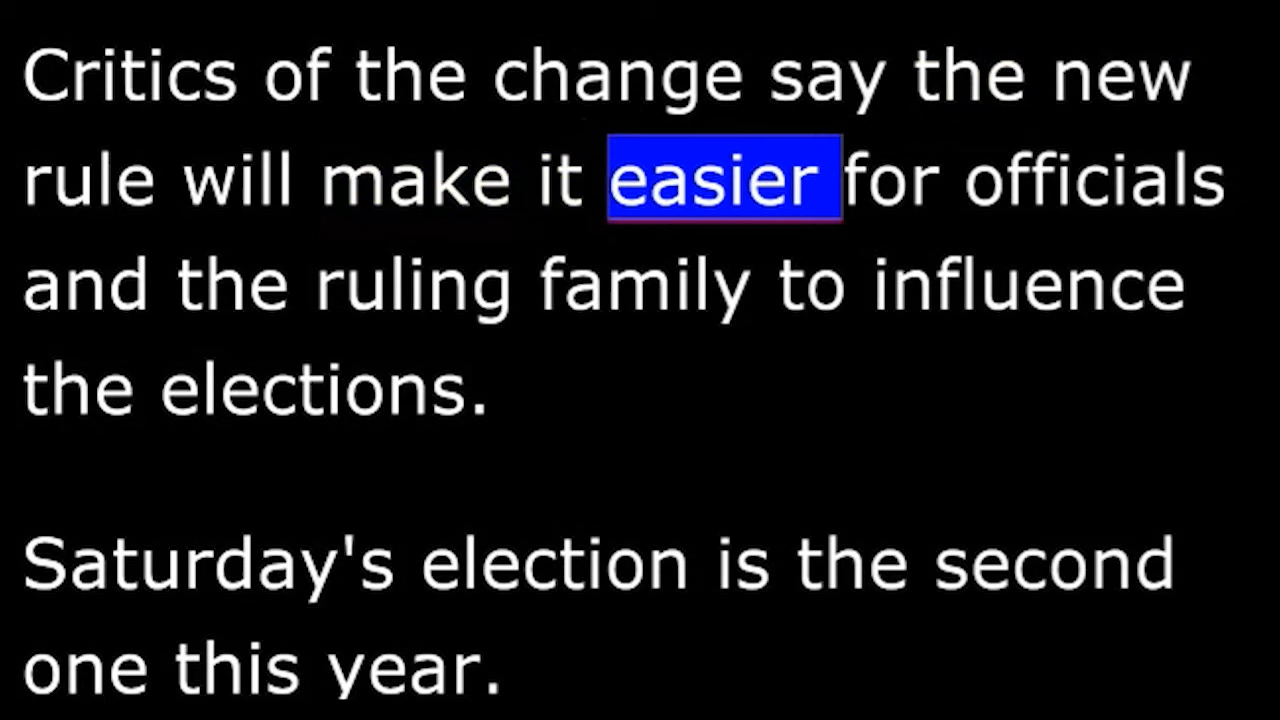 Critics of the change say the new
rule will make it easier for officials
and the ruling family to influence
the elections.
Saturday's election is the second
one this year.